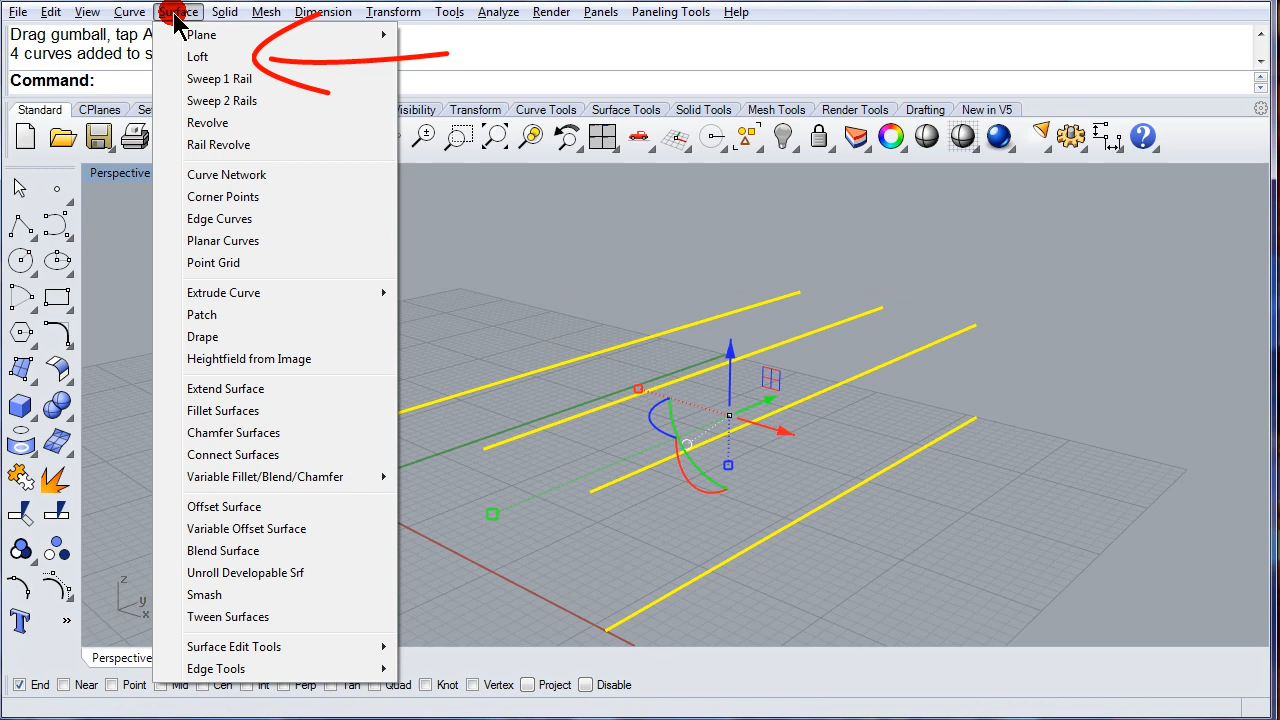 File Edit View Curve Surface Solid Mesh Dimension Transform Tools Analyze Render Panels Paneling Tools Help
Drag gumball, tap A
4 curves added to s
Command:
Standard CPlanes Set Visibility Transform Curve Tools Surface Tools Solid Tools Mesh Tools Render Tools Drafting New in V5
Perspective
Plane
Loft
Sweep 1 Rail
Sweep 2 Rails
Revolve
Rail Revolve
Curve Network
Corner Points
Edge Curves
Planar Curves
Point Grid
Extrude Curve
Patch
Drape
Heightfield from Image
Extend Surface
Fillet Surfaces
Chamfer Surfaces
Connect Surfaces
Variable Fillet/Blend/Chamfer
Offset Surface
Variable Offset Surface
Blend Surface
Unroll Developable Srf
Smash
Tween Surfaces
Surface Edit Tools
Edge Tools
z
y
x
Perspective
End Near Point Mid Cen Int Perp Tan Quad Knot Vertex Project Disable